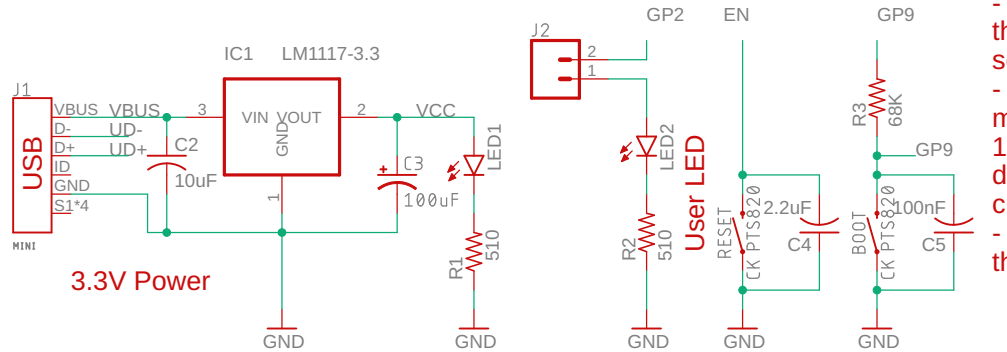 GP2
EN
GP9
J2
2
1
IC1
LM1117-3.3
J1
VBUS
D-
D+
ID
GND
S1*4
USB
MINI
VBUS
UD-
UD+
3
VIN VOUT
GND
2
1
VCC
C2
10uF
+
C3
100uF
LED1
R1
510
3.3V Power
GND
GND
LED2
R2
510
User LED
GND
RESET
CK PTS820
2.2uF
C4
GND
R3
68K
GP9
BOOT
CK PTS820
100nF
C5
GND
-
th
s
-
m
1
d
c
-
th